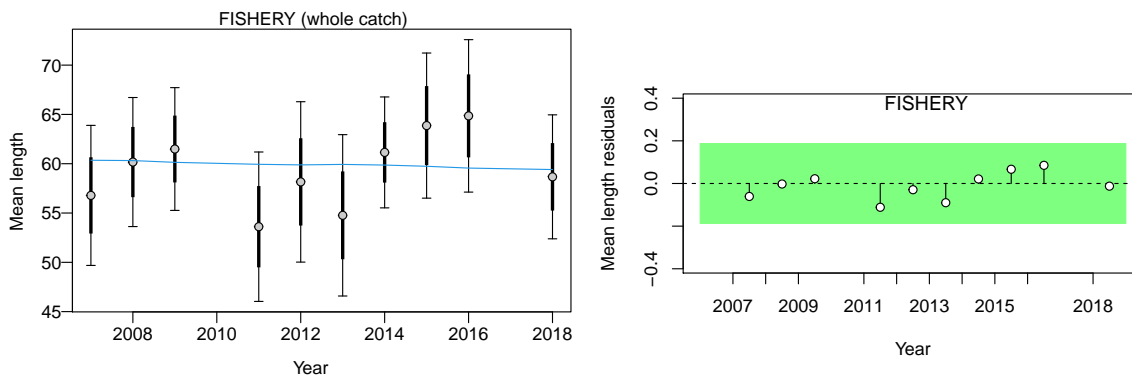 FISHERY (whole catch)
Mean length
70
65
60
55
50
45
2008 2010 2012 2014 2016 2018
Year
FISHERY
Mean length residuals
0.4
0.2
0.0
−0.4
2007 2009 2011 2013 2015 2018
Year